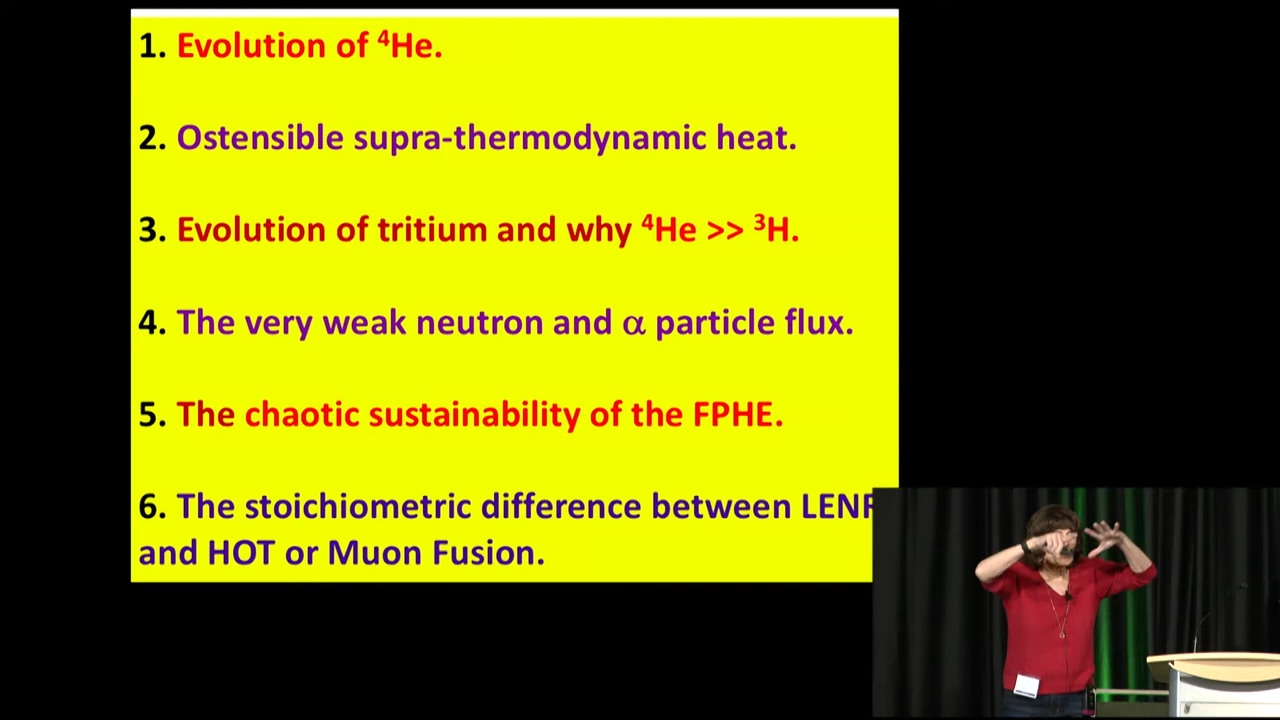 1. Evolution of ⁴He.
2. Ostensible supra-thermodynamic heat.
3. Evolution of tritium and why ⁴He >> ³H.
4. The very weak neutron and α particle flux.
5. The chaotic sustainability of the FPHE.
6. The stoichiometric difference between LENR
and HOT or Muon Fusion.